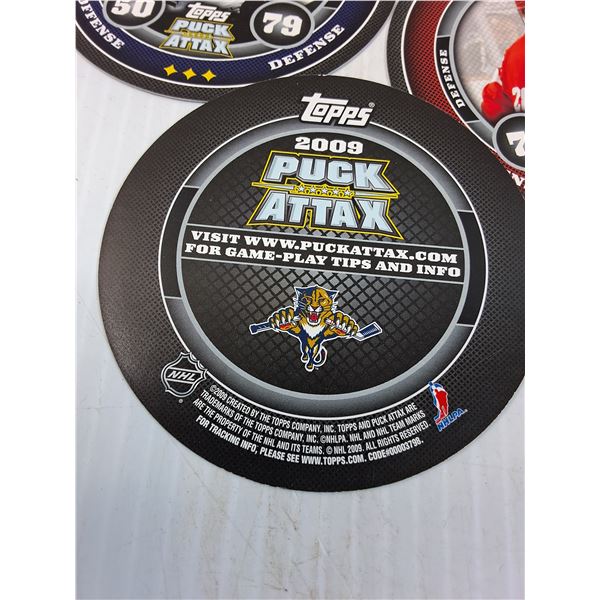 50
Topps
PUCK
ATTAX
79
DEFENSE
DEFENSE
DEFENSE
Topps®
2009
PUCK
ATTAX
VISIT WWW.PUCKATTAX.COM
FOR GAME-PLAY TIPS AND INFO
NHL
NHLPA
©2009 CREATED BY THE TOPPS COMPANY, INC. TOPPS AND PUCK ATTAX ARE
TRADEMARKS OF THE TOPPS COMPANY, INC. ©NHLPA. NHL AND NHL TEAM MARKS
ARE THE PROPERTY OF THE NHL AND ITS TEAMS. © NHL 2009. ALL RIGHTS RESERVED.
FOR TRACKING INFO, PLEASE SEE WWW.TOPPS.COM. CODE#00003798.